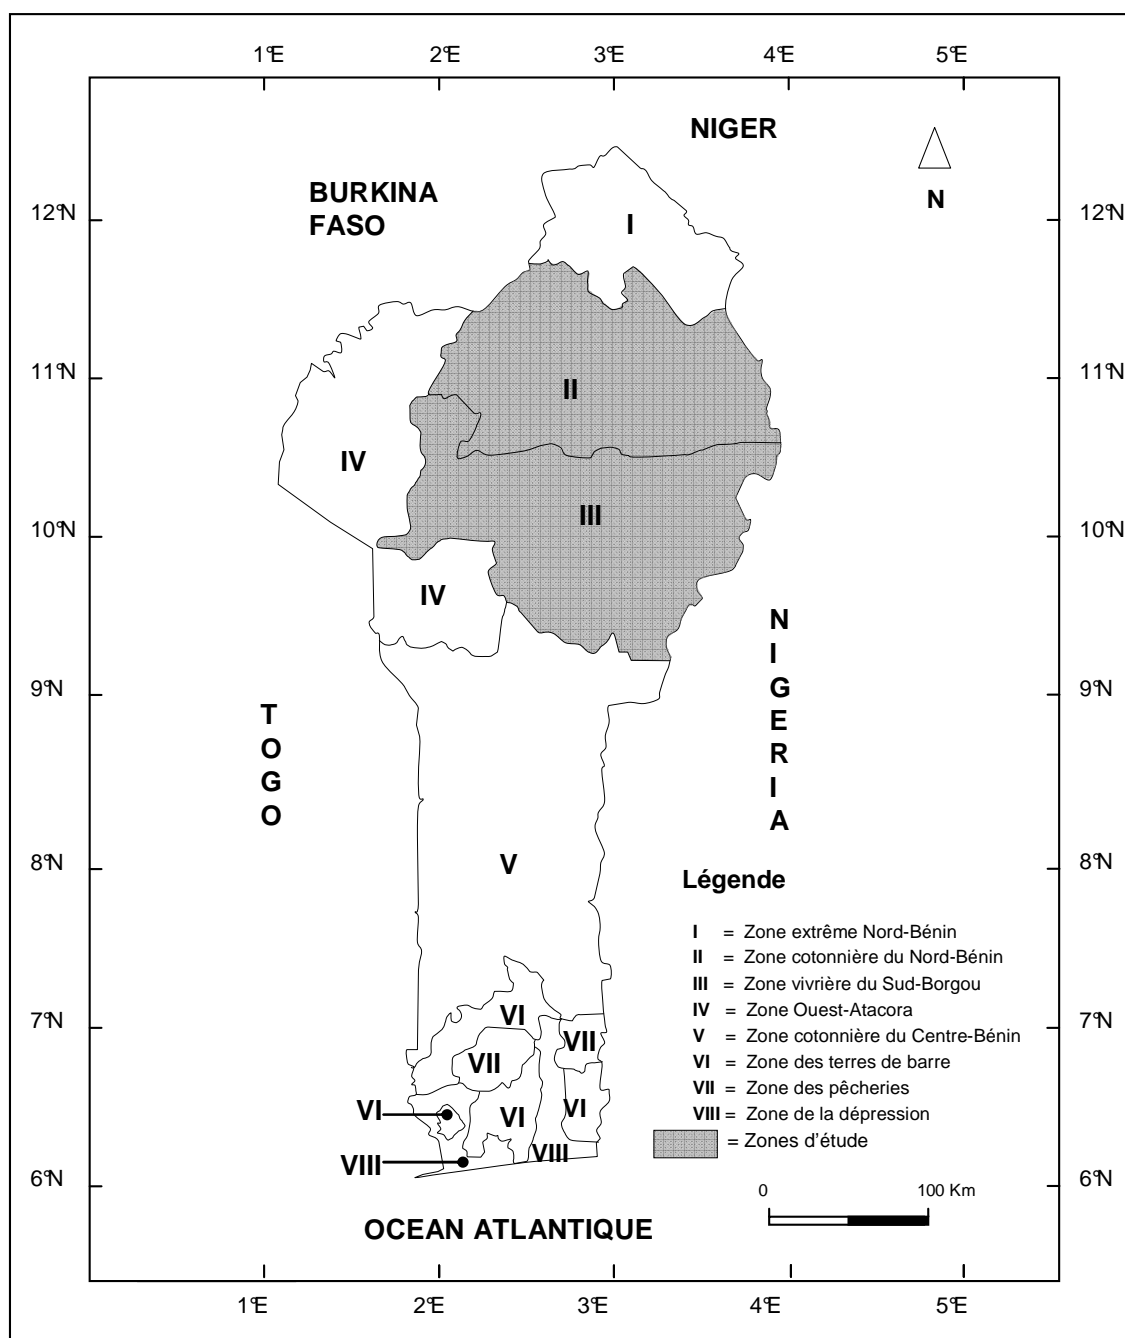 1°E 2°E 3°E 4°E 5°E
NIGER
BURKINA
FASO
N
12°N 12°N
I
11°N 11°N
II
IV
III
10°N 10°N
IV
N
I
G
E
R
I
A
9°N 9°N
T
O
G
O
8°N 8°N
V
Légende
I = Zone extrême Nord-Bénin
II = Zone cotonnière du Nord-Bénin
III = Zone vivrière du Sud-Borgou
IV = Zone Ouest-Atacora
V = Zone cotonnière du Centre-Bénin
VI = Zone des terres de barre
VII = Zone des pêcheries
VIII = Zone de la dépression
= Zones d'étude
7°N 7°N
VI
VII
VII
VI
VI
VI
VIII
VIII
6°N 6°N
0 100 Km
OCEAN ATLANTIQUE
1°E 2°E 3°E 4°E 5°E